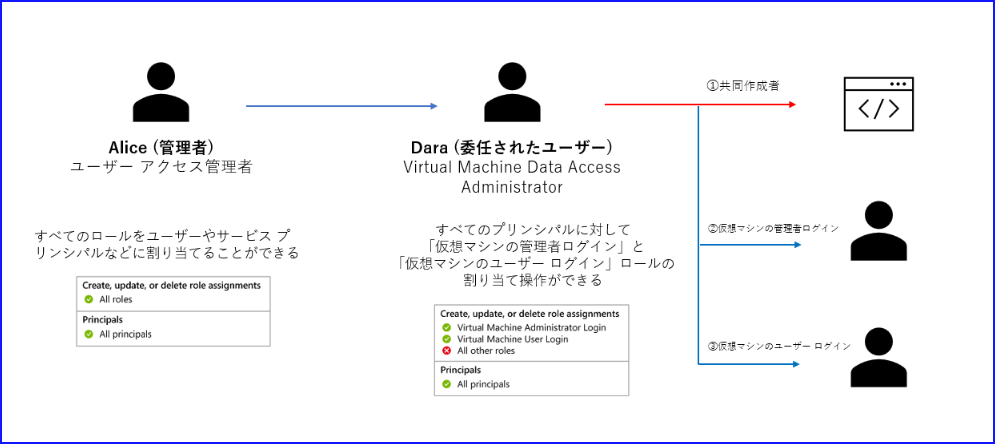 Alice (管理者)
ユーザー アクセス管理者
すべてのロールをユーザーやサービス プ
リンシパルなどに割り当てることができる
Create, update, or delete role assignments
All roles
Principals
All principals
Dara (委任されたユーザー)
Virtual Machine Data Access
Administrator
すべてのプリンシパルに対して
「仮想マシンの管理者ログイン」と
「仮想マシンのユーザー ログイン」ロールの
割り当て操作ができる
Create, update, or delete role assignments
Virtual Machine Administrator Login
Virtual Machine User Login
All other roles
Principals
All principals
①共同作成者
</>
②仮想マシンの管理者ログイン
③仮想マシンのユーザー ログイン